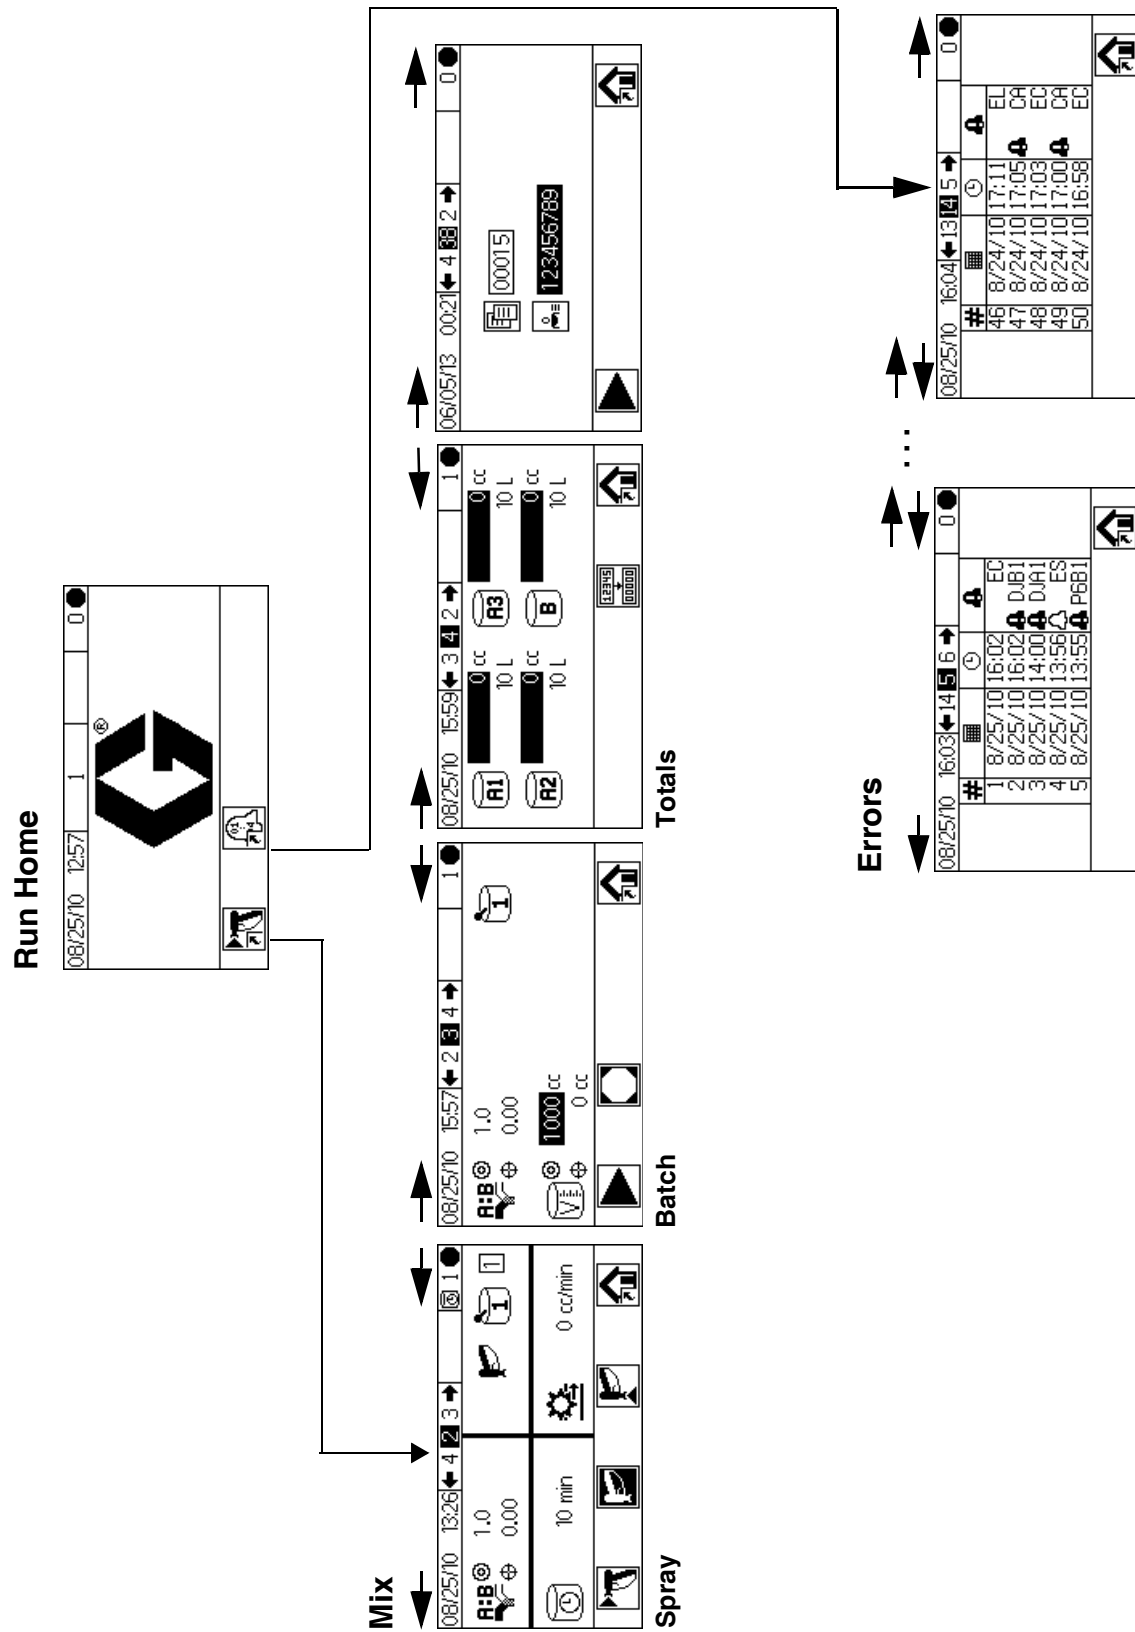 Run Home
08/25/10 12:57 1 0
®
Mix
08/25/10 13:26 4 2 3 1
A:B 1.0
0.00
1 1
10 min 0 cc/min
Spray
08/25/10 15:57 2 3 4 1
A:B 1.0
0.00
1
1000 cc
0 cc
Batch
08/25/10 15:59 3 4 2 1
A1 0 cc A3 0 cc
10 L 10 L
A2 0 cc B 0 cc
10 L 10 L
12345
00000
Totals
06/05/13 00:21 4 38 2 0
00015
123456789
Errors
08/25/10 16:03 14 5 6 0
#
1 8/25/10 16:02 EC
2 8/25/10 16:02 DJB1
3 8/25/10 14:00 DJA1
4 8/25/10 13:56 ES
5 8/25/10 13:55 P6B1
...
08/25/10 16:04 13 14 5 0
#
46 8/24/10 17:11 EL
47 8/24/10 17:05 CA
48 8/24/10 17:03 EC
49 8/24/10 17:00 CA
50 8/24/10 16:58 EC